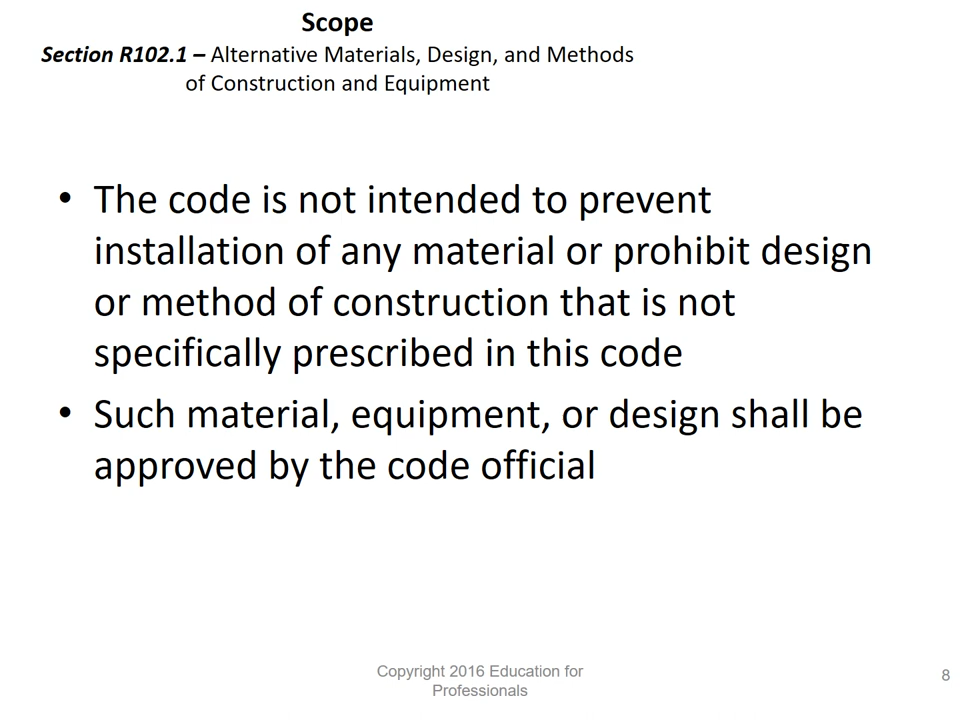 Scope
Section R102.1 – Alternative Materials, Design, and Methods
of Construction and Equipment
• The code is not intended to prevent
installation of any material or prohibit design
or method of construction that is not
specifically prescribed in this code
• Such material, equipment, or design shall be
approved by the code official
Copyright 2016 Education for
Professionals
8